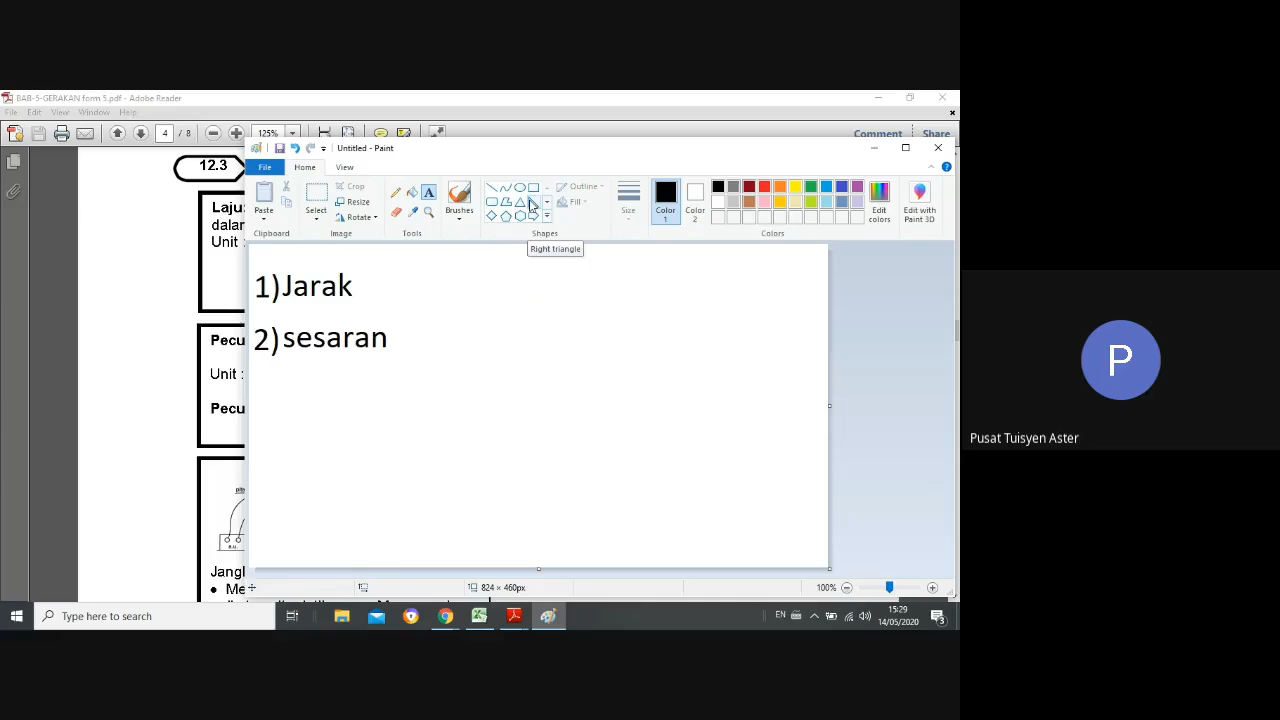 BAB-5-GERAKAN form 5.pdf - Adobe Reader
File Edit View Window Help
4 / 8 125% Comment Share
Untitled - Paint
File Home View
Paste
Clipboard
Select
Crop
Resize
Rotate
Image
A
Tools
Brushes
Outline
Fill
Shapes
Size
Color 1
Color 2
Edit colors
Colors
Edit with Paint 3D
Right triangle
12.3
Laju:
dalan
Unit :
Pecu
Unit :
Pecu
Jangl
Me
1)Jarak
2)sesaran
824 × 460px
100%
Type here to search
EN
15:29
14/05/2020
3
P
Pusat Tuisyen Aster